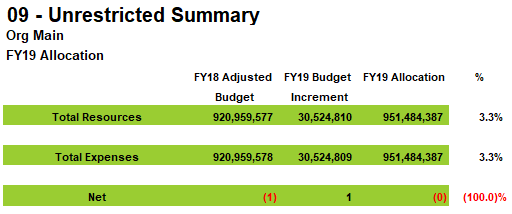 09 - Unrestricted Summary
Org Main
FY19 Allocation
FY18 Adjusted Budget FY19 Budget Increment FY19 Allocation %
Total Resources 920,959,577 30,524,810 951,484,387 3.3%
Total Expenses 920,959,578 30,524,809 951,484,387 3.3%
Net (1) 1 (0) (100.0)%